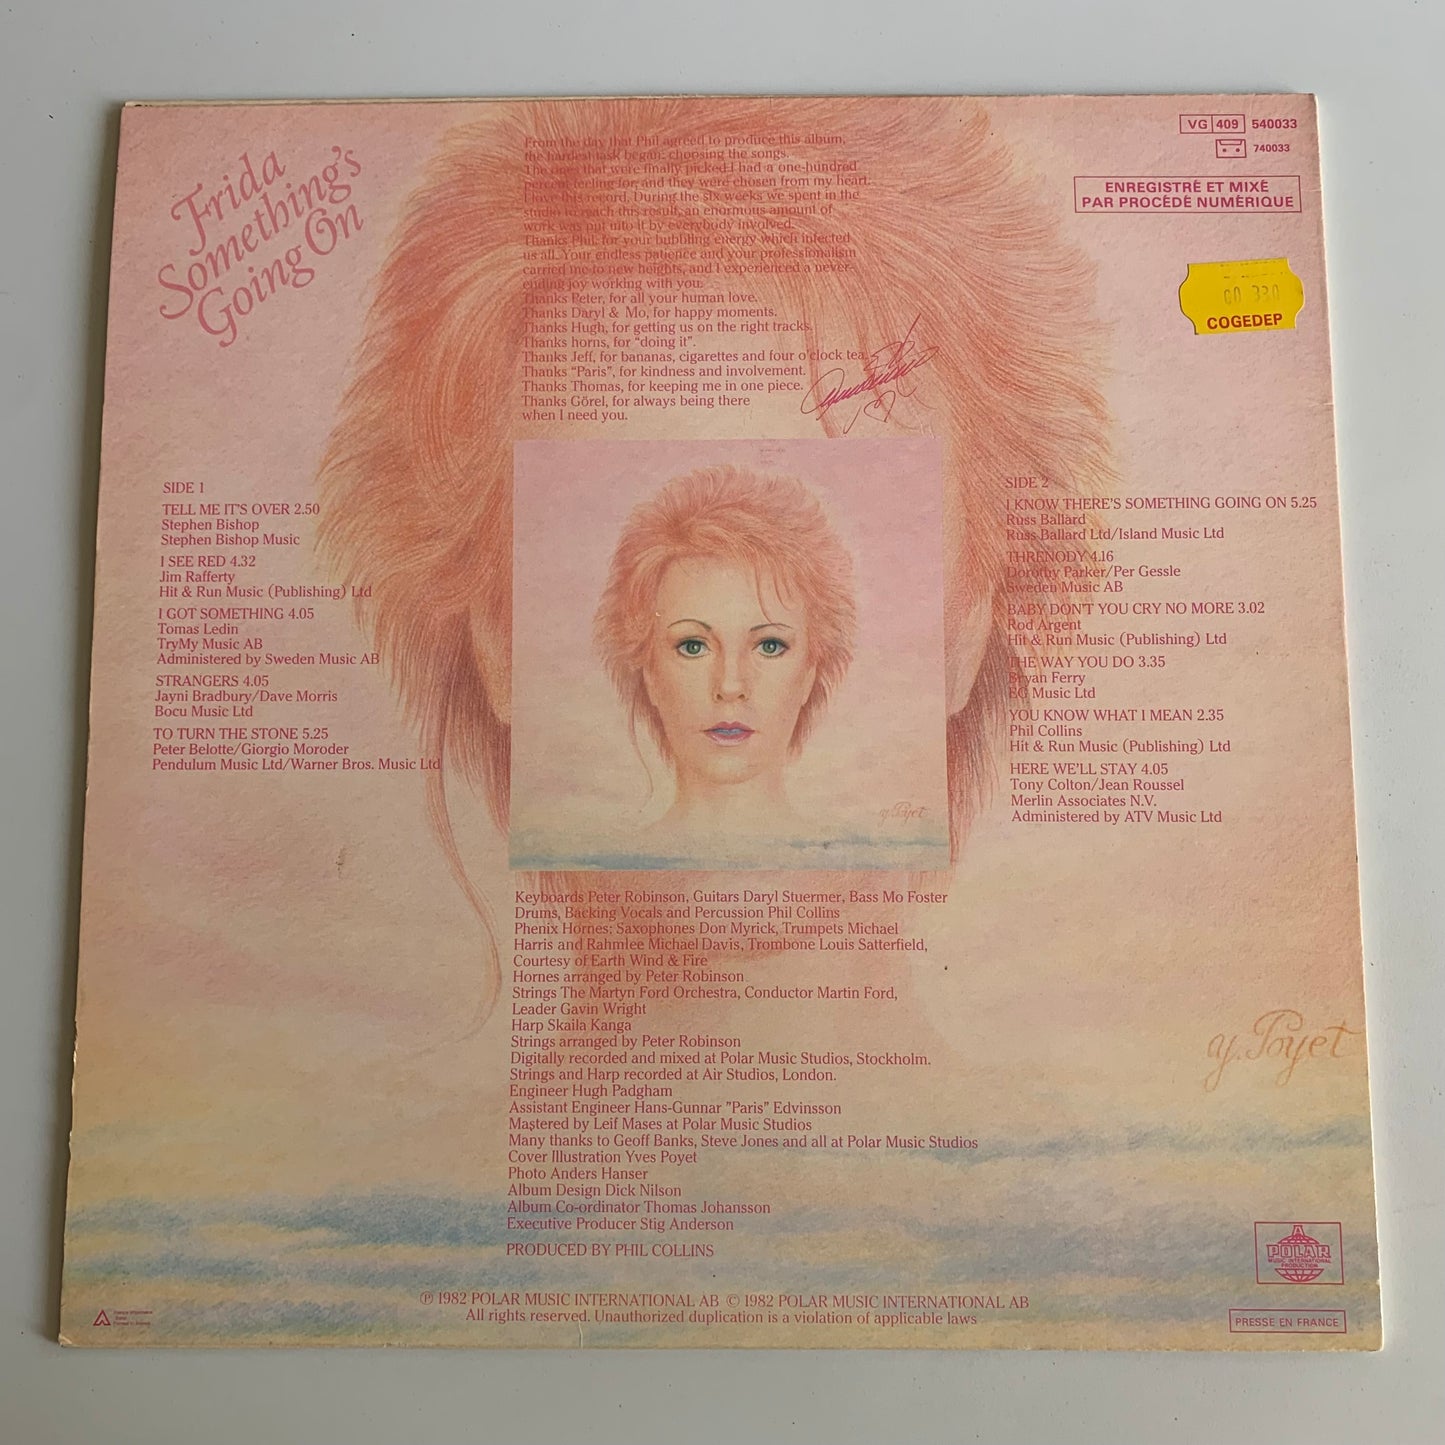 Frida
Something's
Going On
From the day that Phil agreed to produce this album,
the hardest task began: choosing the songs.
The ones that were finally picked I had a one-hundred
percent feeling for, and they were chosen from my heart.
I love this record. During the six weeks we spent in the
studio to reach this result, an enormous amount of
work was put into it by everybody involved.
Thanks Phil, for your bubbling energy which infected
us all. Your endless patience and your professionalism
carried me to new heights, and I experienced a never-
ending joy working with you.
Thanks Peter, for all your human love.
Thanks Daryl & Mo, for happy moments.
Thanks Hugh, for getting us on the right tracks.
Thanks horns, for "doing it".
Thanks Jeff, for bananas, cigarettes and four o'clock tea.
Thanks "Paris", for kindness and involvement.
Thanks Thomas, for keeping me in one piece.
Thanks Görel, for always being there
when I need you.
VG 409 540033
740033
ENREGISTRÉ ET MIXÉ
PAR PROCÉDÉ NUMÉRIQUE
00 330
COGEDEP
SIDE 1
TELL ME IT'S OVER 2.50
Stephen Bishop
Stephen Bishop Music
I SEE RED 4.32
Jim Rafferty
Hit & Run Music (Publishing) Ltd
I GOT SOMETHING 4.05
Tomas Ledin
TryMy Music AB
Administered by Sweden Music AB
STRANGERS 4.05
Jayni Bradbury/Dave Morris
Bocu Music Ltd
TO TURN THE STONE 5.25
Peter Belotte/Giorgio Moroder
Pendulum Music Ltd/Warner Bros. Music Ltd
SIDE 2
I KNOW THERE'S SOMETHING GOING ON 5.25
Russ Ballard
Russ Ballard Ltd/Island Music Ltd
THRENODY 4.16
Dorothy Parker/Per Gessle
Sweden Music AB
BABY DON'T YOU CRY NO MORE 3.02
Rod Argent
Hit & Run Music (Publishing) Ltd
THE WAY YOU DO 3.35
Bryan Ferry
EG Music Ltd
YOU KNOW WHAT I MEAN 2.35
Phil Collins
Hit & Run Music (Publishing) Ltd
HERE WE'LL STAY 4.05
Tony Colton/Jean Roussel
Merlin Associates N.V.
Administered by ATV Music Ltd
y. Poyet
Keyboards Peter Robinson, Guitars Daryl Stuermer, Bass Mo Foster
Drums, Backing Vocals and Percussion Phil Collins
Phenix Hornes: Saxophones Don Myrick, Trumpets Michael
Harris and Rahmlee Michael Davis, Trombone Louis Satterfield,
Courtesy of Earth Wind & Fire
Hornes arranged by Peter Robinson
Strings The Martyn Ford Orchestra, Conductor Martin Ford,
Leader Gavin Wright
Harp Skaila Kanga
Strings arranged by Peter Robinson
Digitally recorded and mixed at Polar Music Studios, Stockholm.
Strings and Harp recorded at Air Studios, London.
Engineer Hugh Padgham
Assistant Engineer Hans-Gunnar "Paris" Edvinsson
Mastered by Leif Mases at Polar Music Studios
Many thanks to Geoff Banks, Steve Jones and all at Polar Music Studios
Cover Illustration Yves Poyet
Photo Anders Hanser
Album Design Dick Nilson
Album Co-ordinator Thomas Johansson
Executive Producer Stig Anderson
PRODUCED BY PHIL COLLINS
y. Poyet
POLAR
MUSIC INTERNATIONAL
PRODUCTION
℗ 1982 POLAR MUSIC INTERNATIONAL AB © 1982 POLAR MUSIC INTERNATIONAL AB
All rights reserved. Unauthorized duplication is a violation of applicable laws
PRESSÉ EN FRANCE